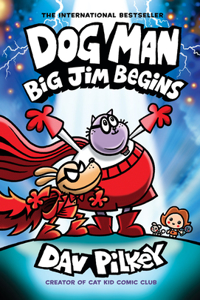 THE INTERNATIONAL BESTSELLER
DOG MAN
BIG JIM BEGINS
DAV PILKEY
CREATOR OF CAT KID COMIC CLUB